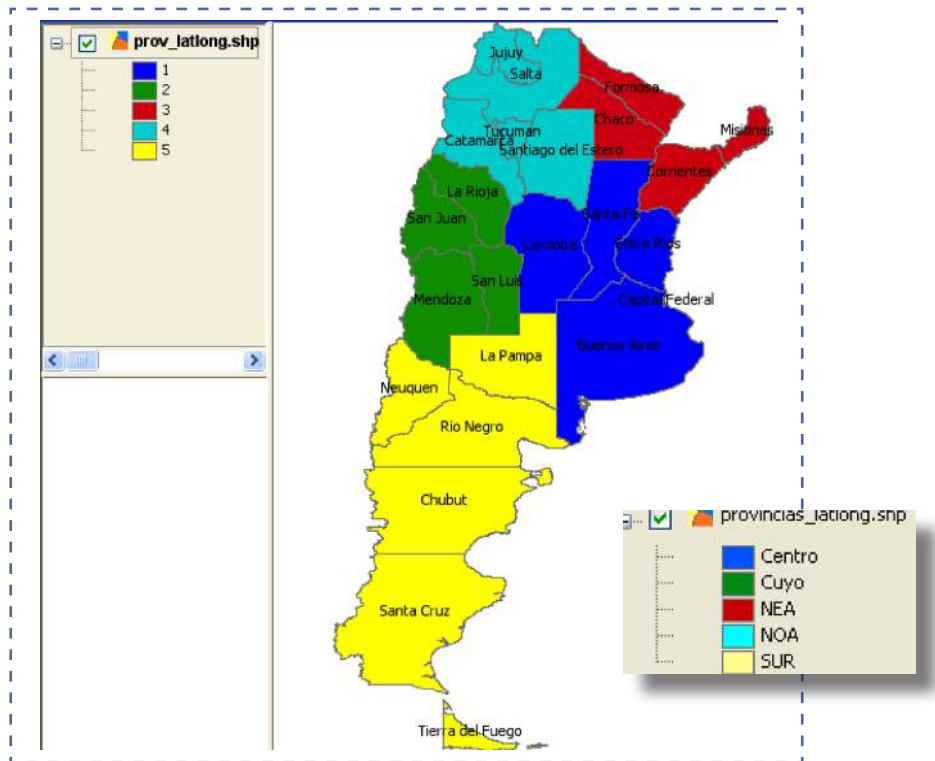 prov_latlong.shp
1
2
3
4
5
Jujuy
Salta
Formosa
Chaco
Misiones
Tucuman
Catamarca
Santiago del Estero
Corrientes
La Rioja
Santa Fe
San Juan
Cordoba
Entra Rios
San Luis
Mendoza
Capital Federal
Buenos Aires
La Pampa
Neuquen
Rio Negro
Chubut
Santa Cruz
Tierra del Fuego
provincias_latlong.shp
Centro
Cuyo
NEA
NOA
SUR